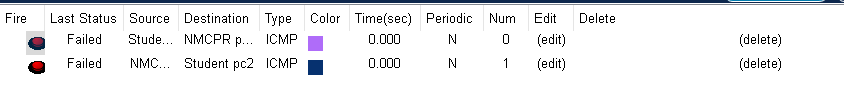 Fire Last Status Source Destination Type Color Time(sec) Periodic Num Edit Delete
Failed Stude... NMCPR p... ICMP 0.000 N 0 (edit) (delete)
Failed NMC... Student pc2 ICMP 0.000 N 1 (edit) (delete)